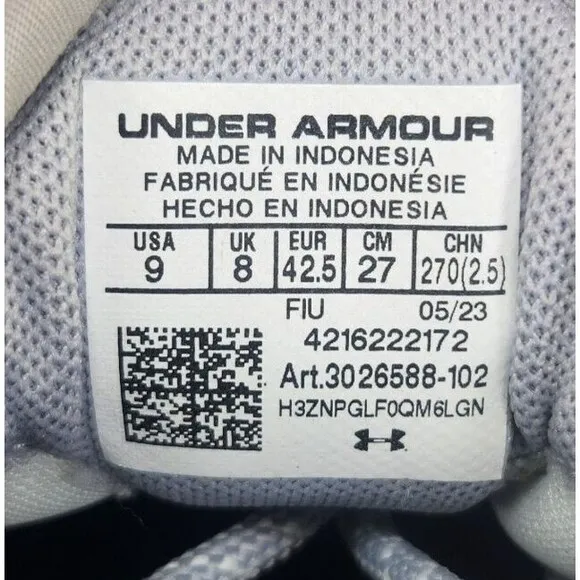 UNDER ARMOUR
MADE IN INDONESIA
FABRIQUÉ EN INDONÉSIE
HECHO EN INDONESIA
USA UK EUR CM CHN
9 8 42.5 27 270(2.5)
FIU 05/23
4216222172
Art.3026588-102
H3ZNPGLF0QM6LGN